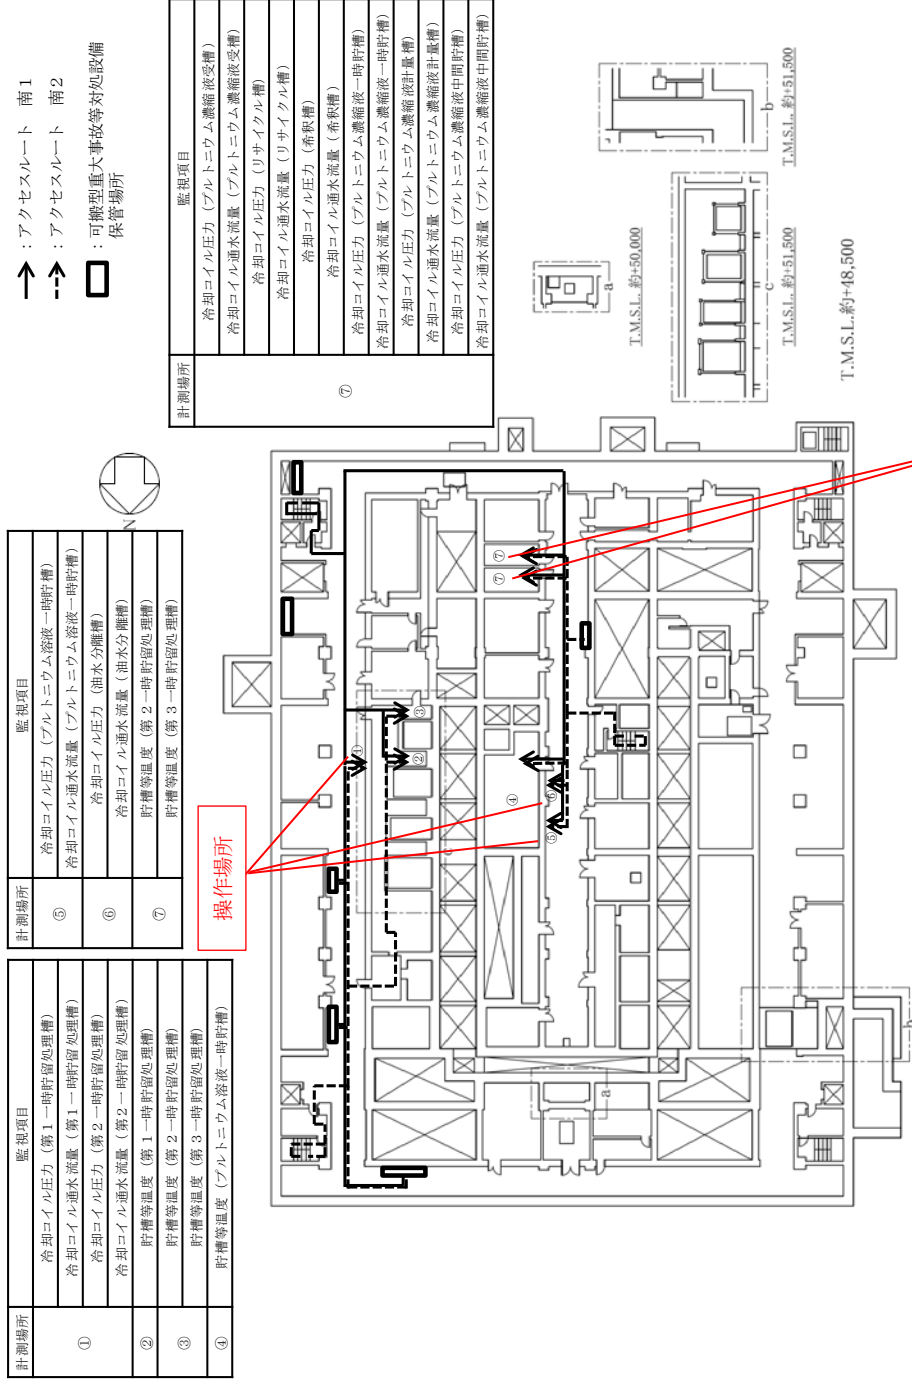 計測場所 監視項目
① 冷却コイル圧力（第１一時貯留処理槽）
冷却コイル通水流量（第１一時貯留処理槽）
冷却コイル圧力（第２一時貯留処理槽）
冷却コイル通水流量（第２一時貯留処理槽）
② 貯槽等温度（第１一時貯留処理槽）
③ 貯槽等温度（第２一時貯留処理槽）
貯槽等温度（第３一時貯留処理槽）
④ 貯槽等温度（プルトニウム溶液一時貯槽）
計測場所 監視項目
⑤ 冷却コイル圧力（プルトニウム溶液一時貯槽）
冷却コイル通水流量（プルトニウム溶液一時貯槽）
⑥ 冷却コイル圧力（油水分離槽）
冷却コイル通水流量（油水分離槽）
⑦ 貯槽等温度（第２一時貯留処理槽）
貯槽等温度（第３一時貯留処理槽）
：アクセスルート 南１
：アクセスルート 南２
：可搬型重大事故等対処設備
保管場所
計測場所 監視項目
⑦ 冷却コイル圧力（プルトニウム濃縮液受槽）
冷却コイル通水流量（プルトニウム濃縮液受槽）
冷却コイル圧力（リサイクル槽）
冷却コイル通水流量（リサイクル槽）
冷却コイル圧力（希釈槽）
冷却コイル通水流量（希釈槽）
冷却コイル圧力（プルトニウム濃縮液一時貯槽）
冷却コイル通水流量（プルトニウム濃縮液一時貯槽）
冷却コイル圧力（プルトニウム濃縮液計量槽）
冷却コイル通水流量（プルトニウム濃縮液計量槽）
冷却コイル圧力（プルトニウム濃縮液中間貯槽）
冷却コイル通水流量（プルトニウム濃縮液中間貯槽）
N
操作場所
①
②
③
④
⑤
⑥
⑦
⑦
a
b
c
a
T.M.S.L. 約+50,000
b
T.M.S.L. 約+51,500
c
T.M.S.L. 約+51,500
T.M.S.L.約+48,500